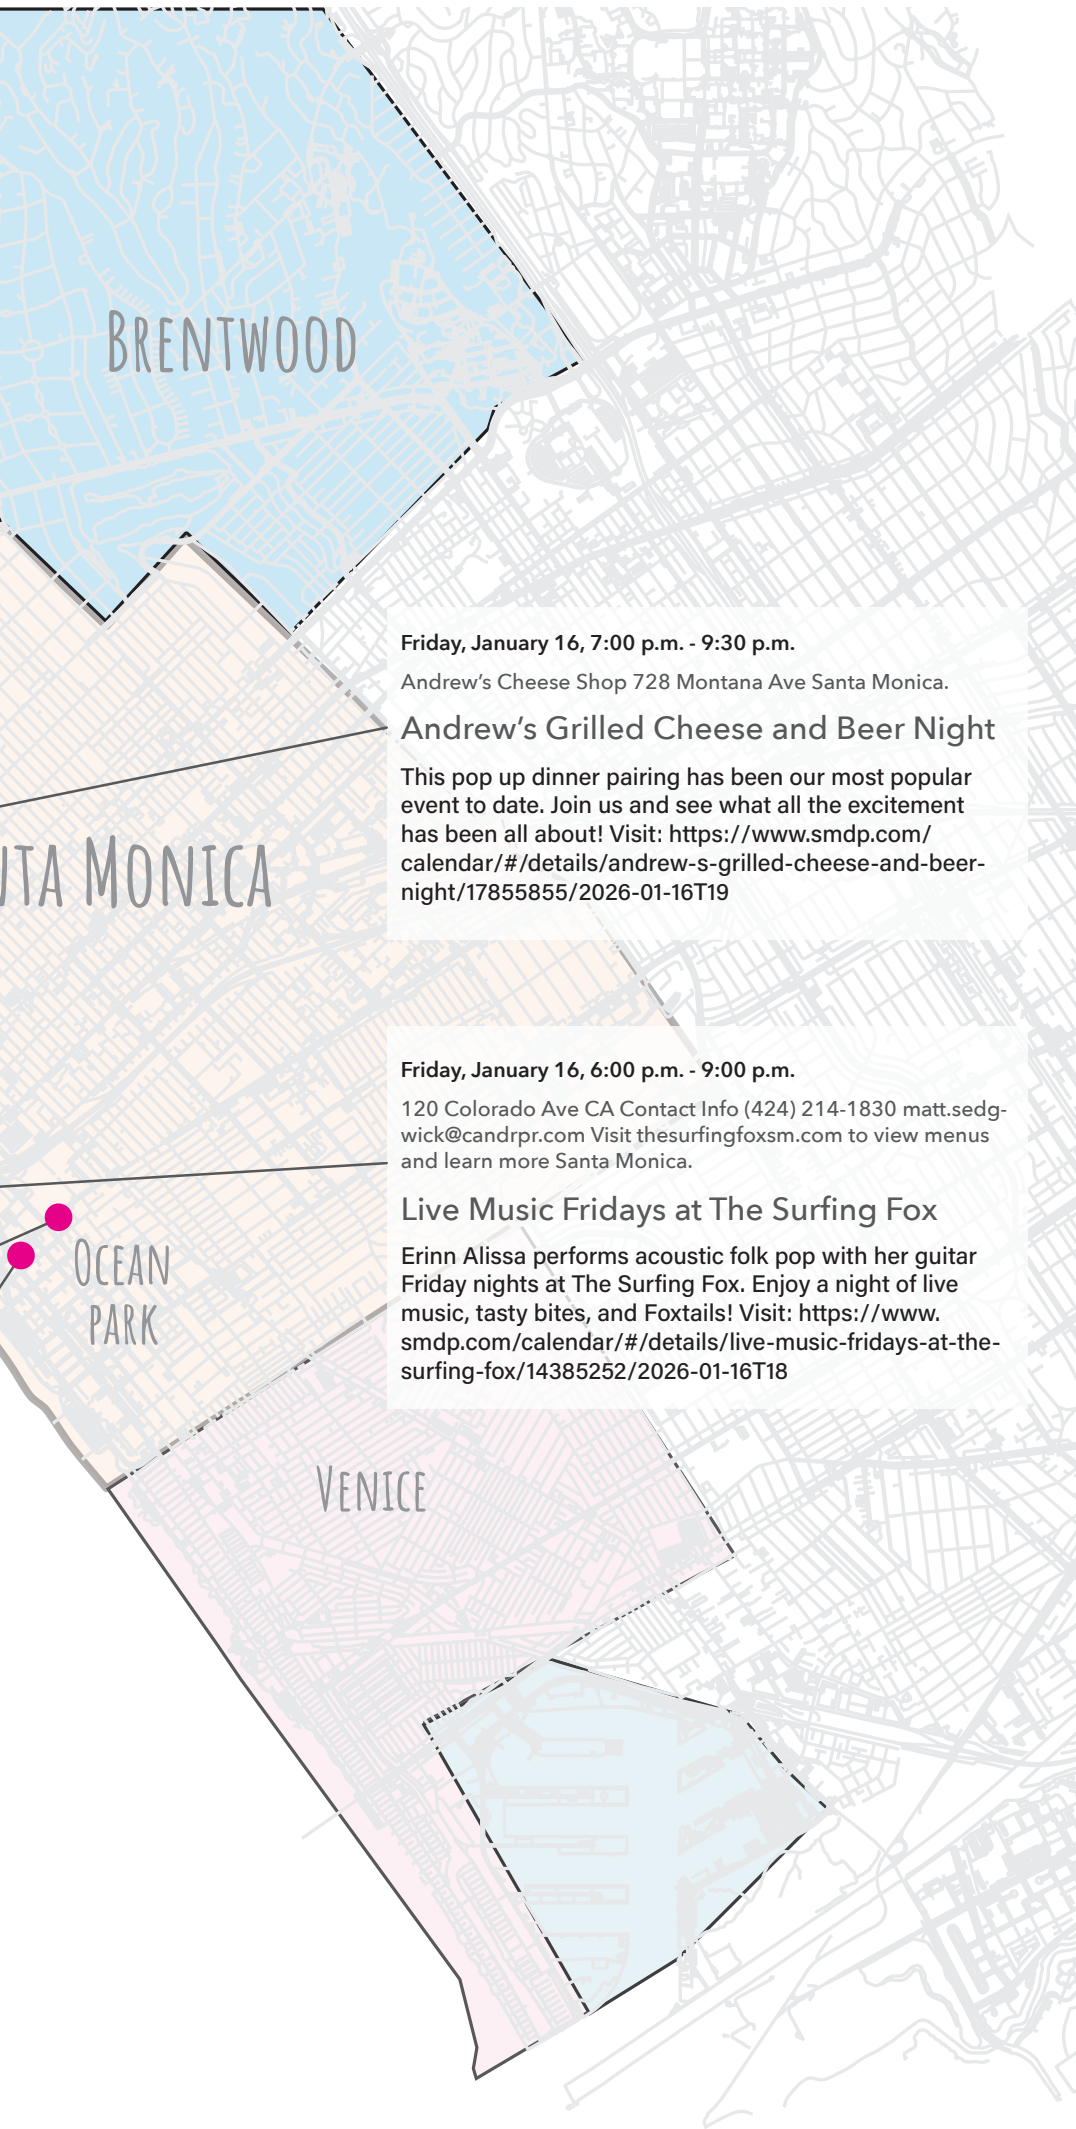 BRENTWOOD
Friday, January 16, 7:00 p.m. - 9:30 p.m.
Andrew's Cheese Shop 728 Montana Ave Santa Monica.
Andrew's Grilled Cheese and Beer Night
This pop up dinner pairing has been our most popular
event to date. Join us and see what all the excitement
has been all about! Visit: https://www.smdp.com/
calendar/#/details/andrew-s-grilled-cheese-and-beer-
night/17855855/2026-01-16T19
NTA MONICA
Friday, January 16, 6:00 p.m. - 9:00 p.m.
120 Colorado Ave CA Contact Info (424) 214-1830 matt.sedg-
wick@candrpr.com Visit thesurfingfoxsm.com to view menus
and learn more Santa Monica.
Live Music Fridays at The Surfing Fox
Erinn Alissa performs acoustic folk pop with her guitar
Friday nights at The Surfing Fox. Enjoy a night of live
music, tasty bites, and Foxtails! Visit: https://www.
smdp.com/calendar/#/details/live-music-fridays-at-the-
surfing-fox/14385252/2026-01-16T18
OCEAN
PARK
VENICE